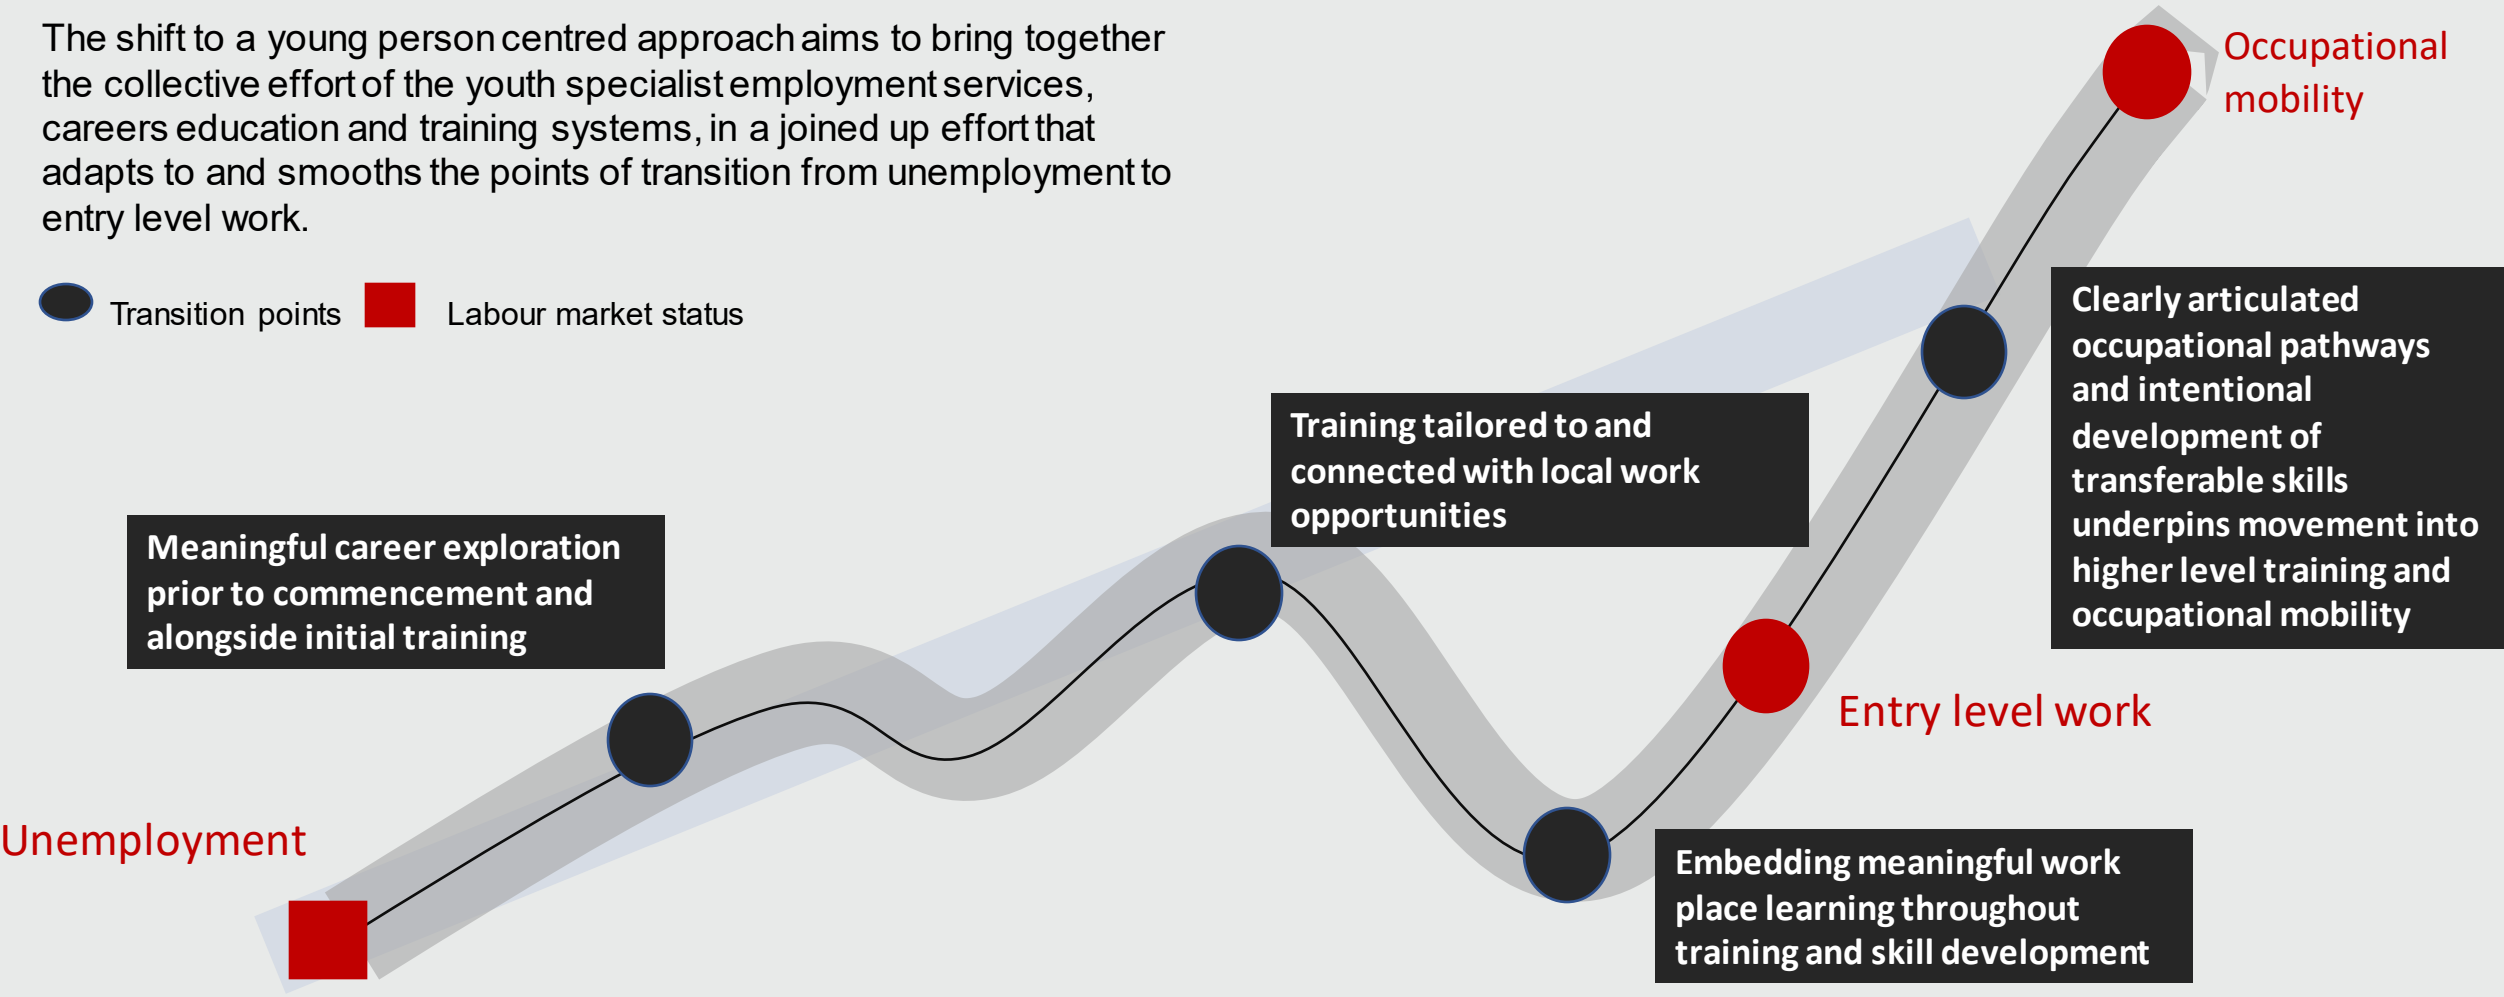 The shift to a young person centred approach aims to bring together
the collective effort of the youth specialist employment services,
careers education and training systems, in a joined up effort that
adapts to and smooths the points of transition from unemployment to
entry level work.
Transition points
Labour market status
Occupational
mobility
Clearly articulated
occupational pathways
and intentional
development of
transferable skills
underpins movement into
higher level training and
occupational mobility
Training tailored to and
connected with local work
opportunities
Meaningful career exploration
prior to commencement and
alongside initial training
Entry level work
Unemployment
Embedding meaningful work
place learning throughout
training and skill development